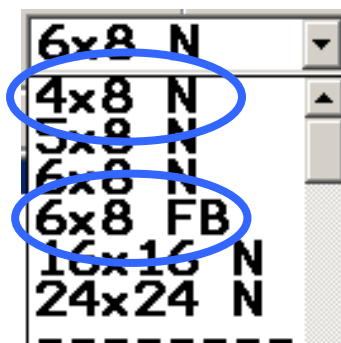 6x8 N
4x8 N
5x8 N
6x8 N
6x8 FB
16x16 N
24x24 N
---------